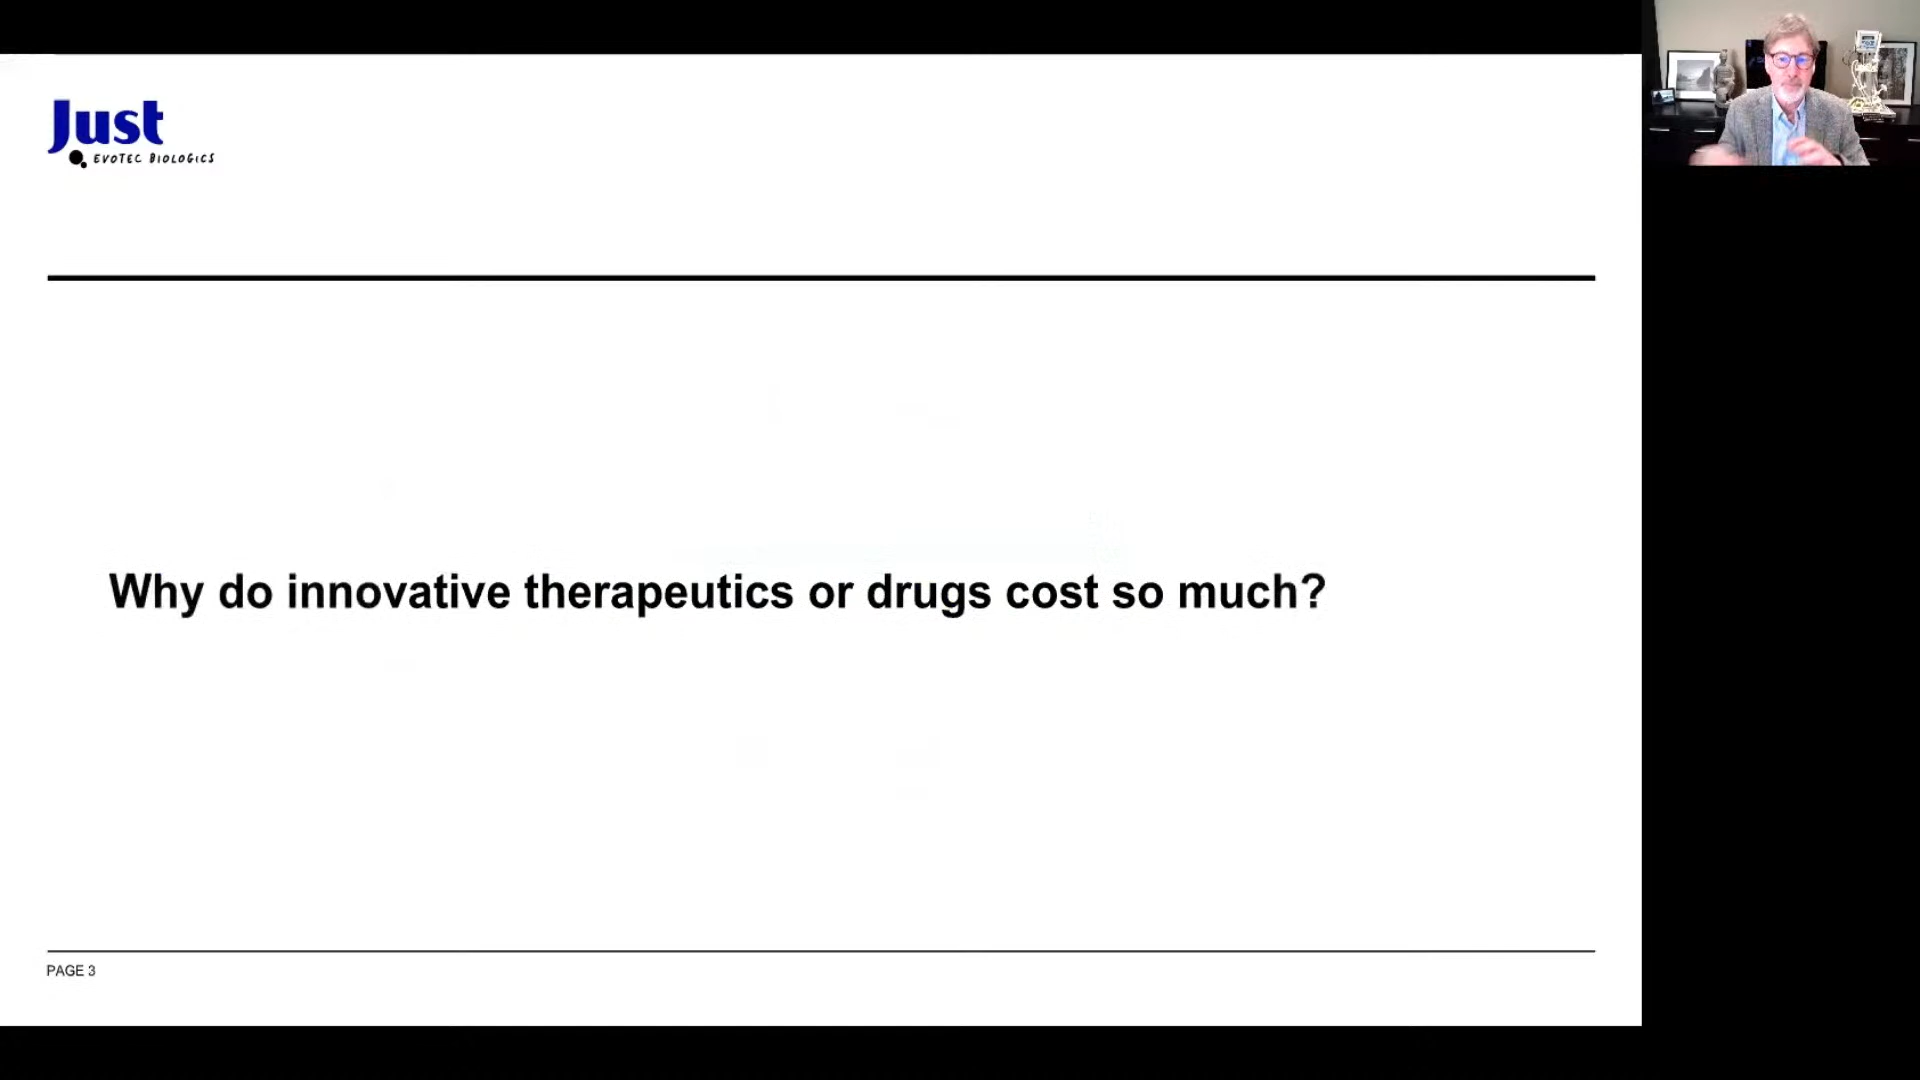 Just
EVOTEC BIOLOGICS
Why do innovative therapeutics or drugs cost so much?
PAGE 3